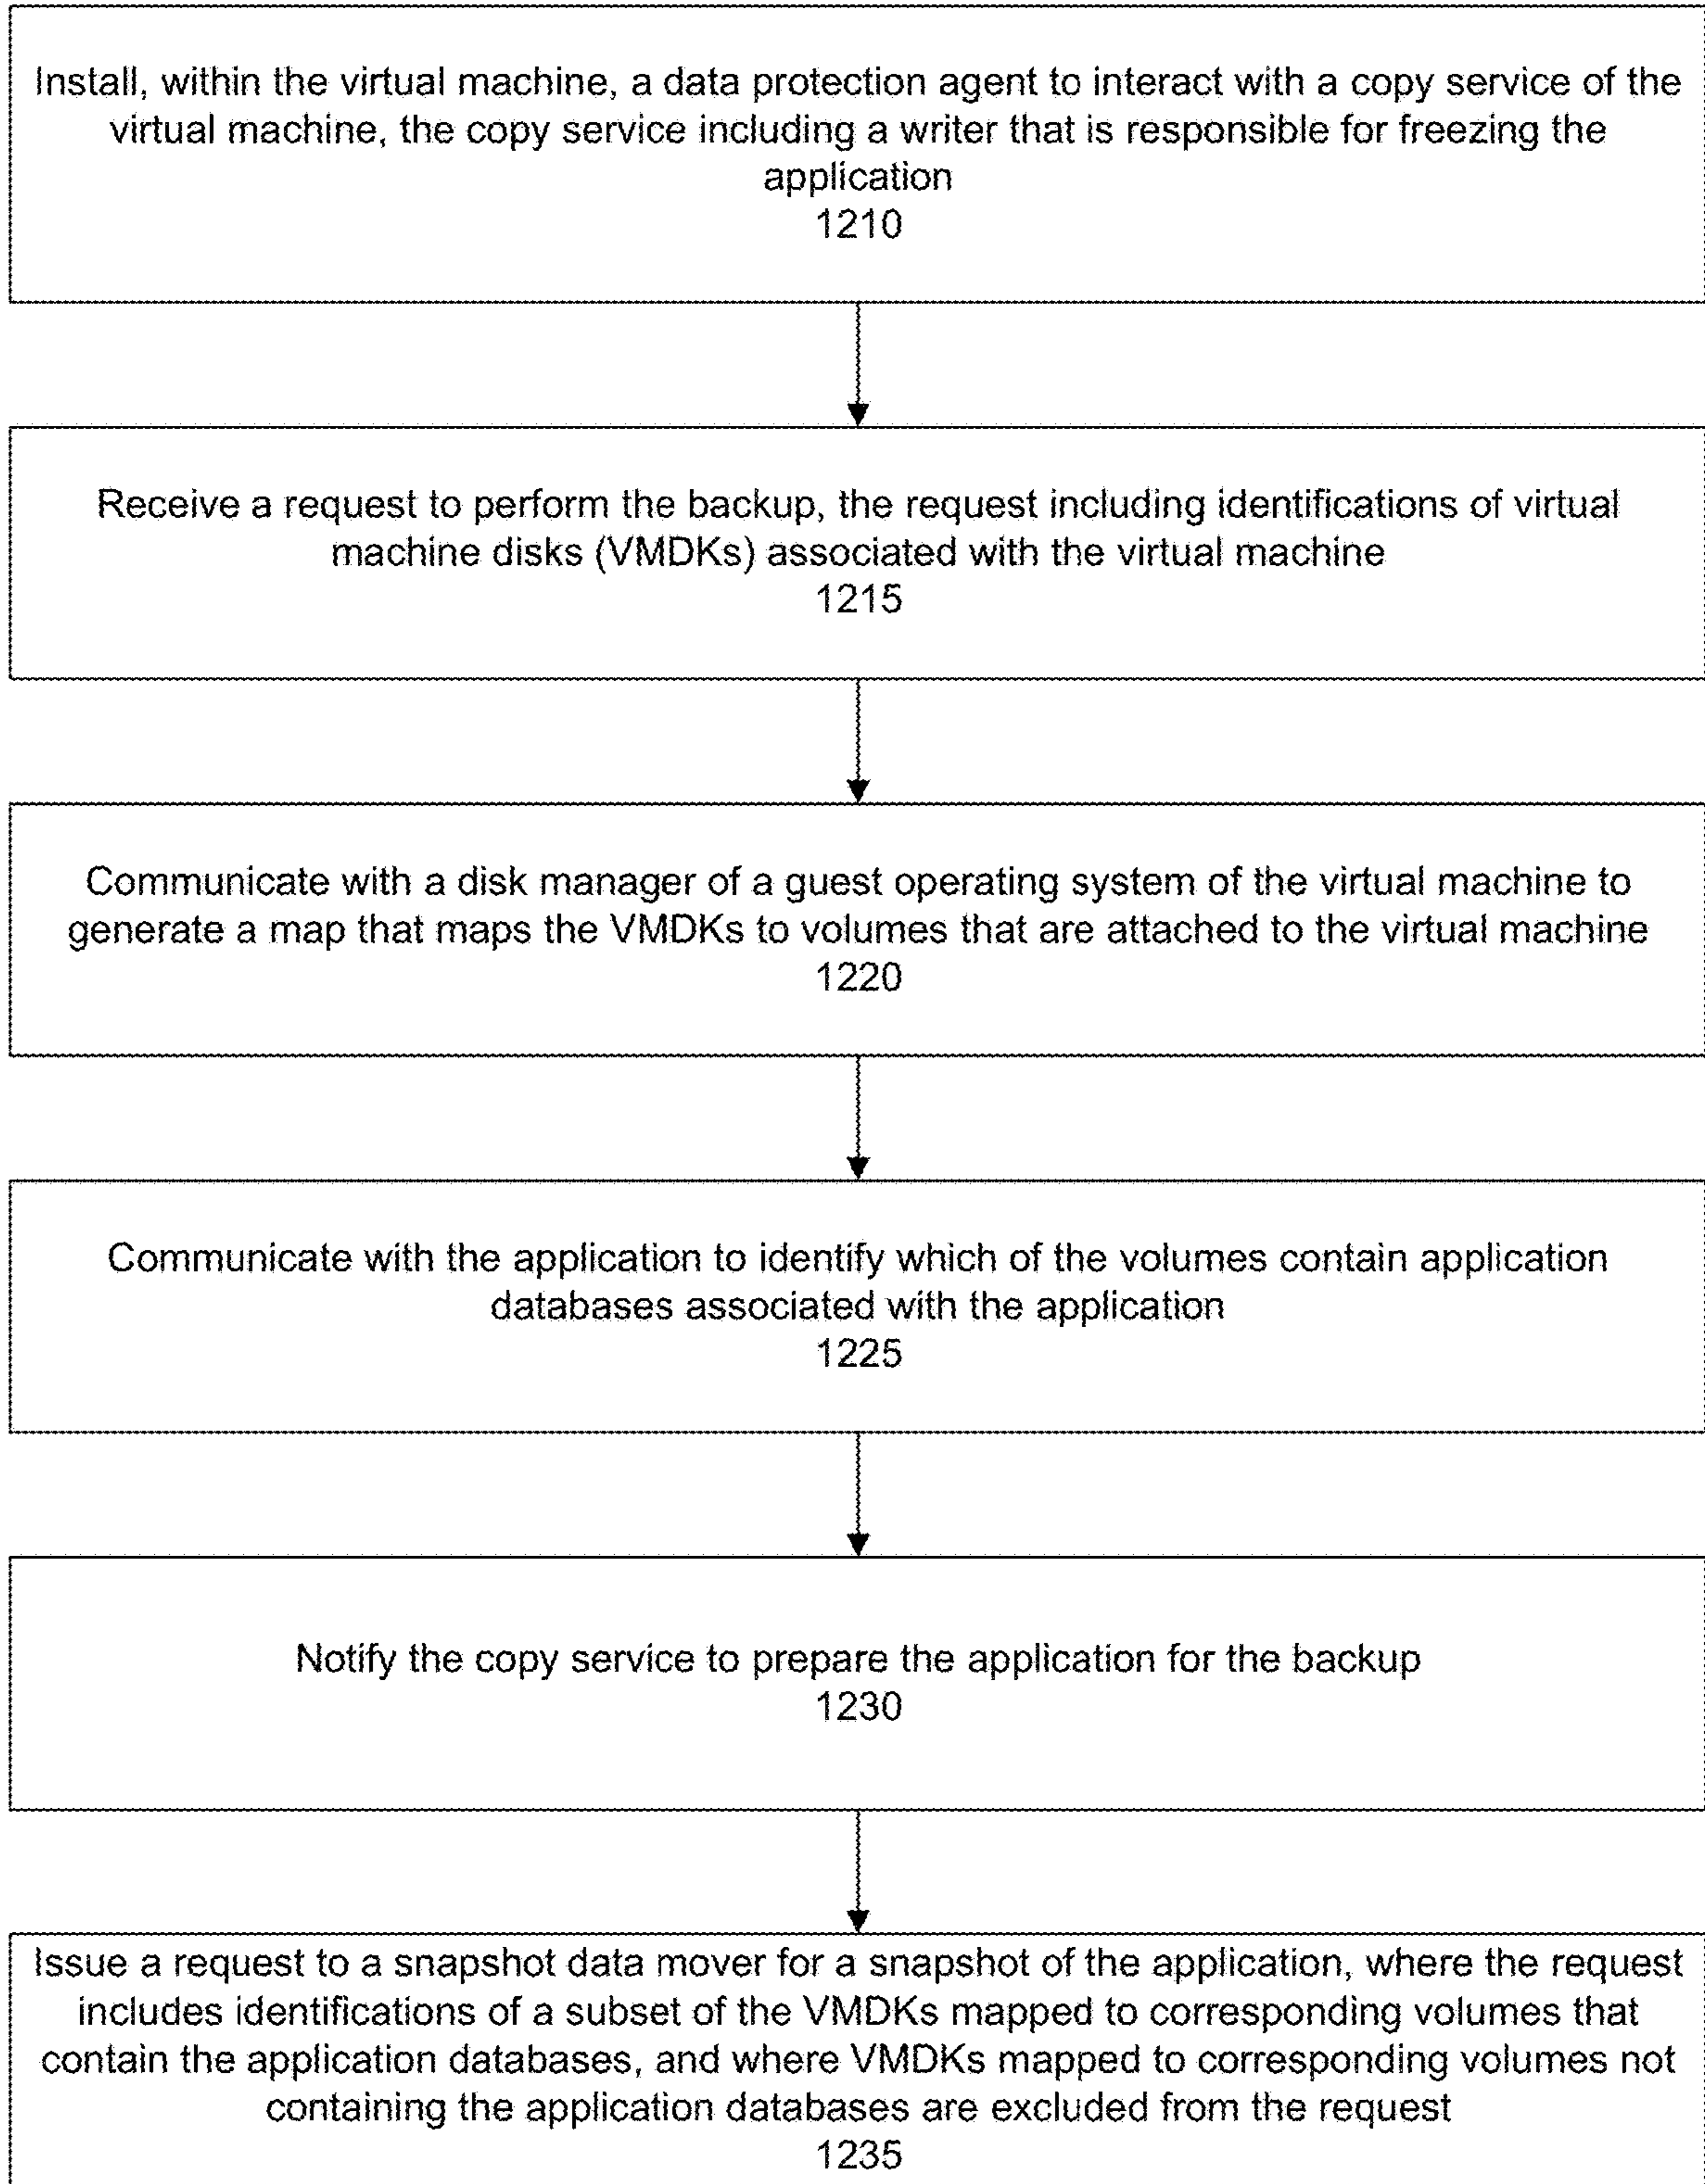 Install, within the virtual machine, a data protection agent to interact with a copy service of the
virtual machine, the copy service including a writer that is responsible for freezing the
application
1210
Receive a request to perform the backup, the request including identifications of virtual
machine disks (VMDKs) associated with the virtual machine
1215
Communicate with a disk manager of a guest operating system of the virtual machine to
generate a map that maps the VMDKs to volumes that are attached to the virtual machine
1220
Communicate with the application to identify which of the volumes contain application
databases associated with the application
1225
Notify the copy service to prepare the application for the backup
1230
Issue a request to a snapshot data mover for a snapshot of the application, where the request
includes identifications of a subset of the VMDKs mapped to corresponding volumes that
contain the application databases, and where VMDKs mapped to corresponding volumes not
containing the application databases are excluded from the request
1235